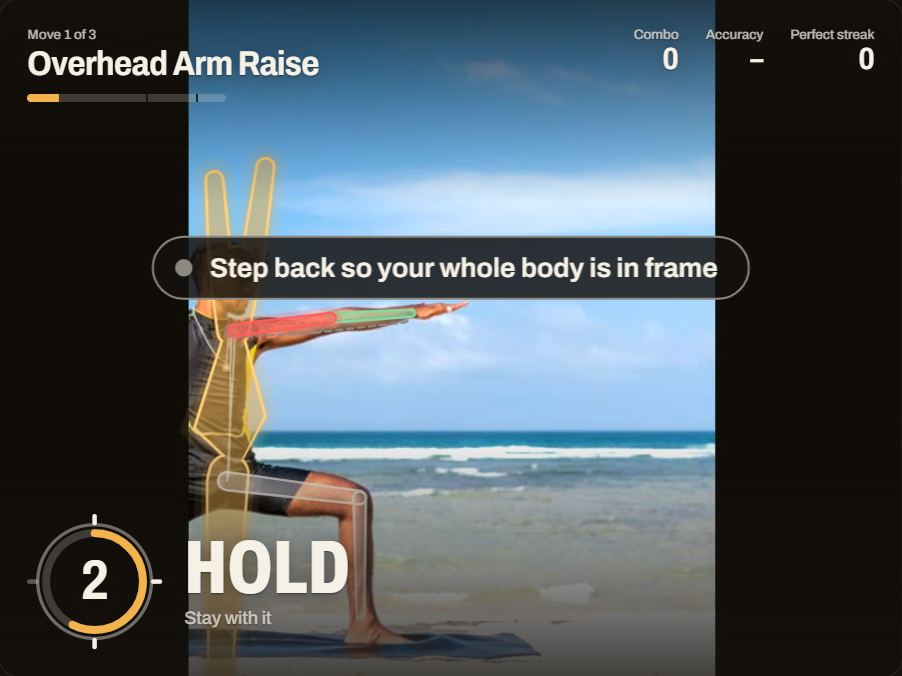 Move 1 of 3
Overhead Arm Raise
Combo
0
Accuracy
–
Perfect streak
0
Step back so your whole body is in frame
2
HOLD
Stay with it